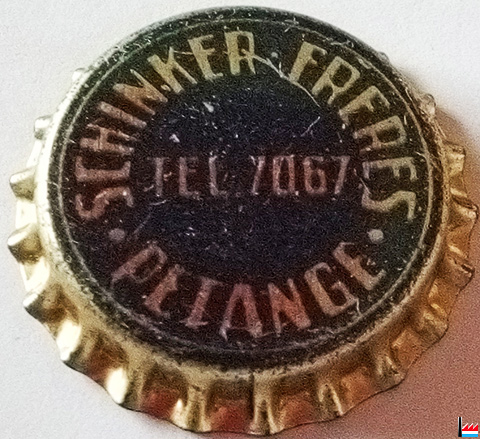 SCHINKER FRERES
TEL. 7067
PETANGE